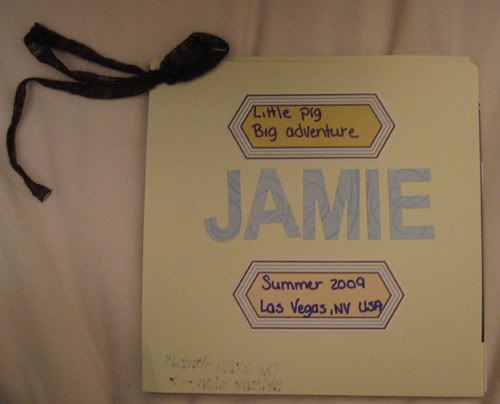 Little pig
Big adventure
JAMIE
Summer 2009
Las Vegas, NV USA